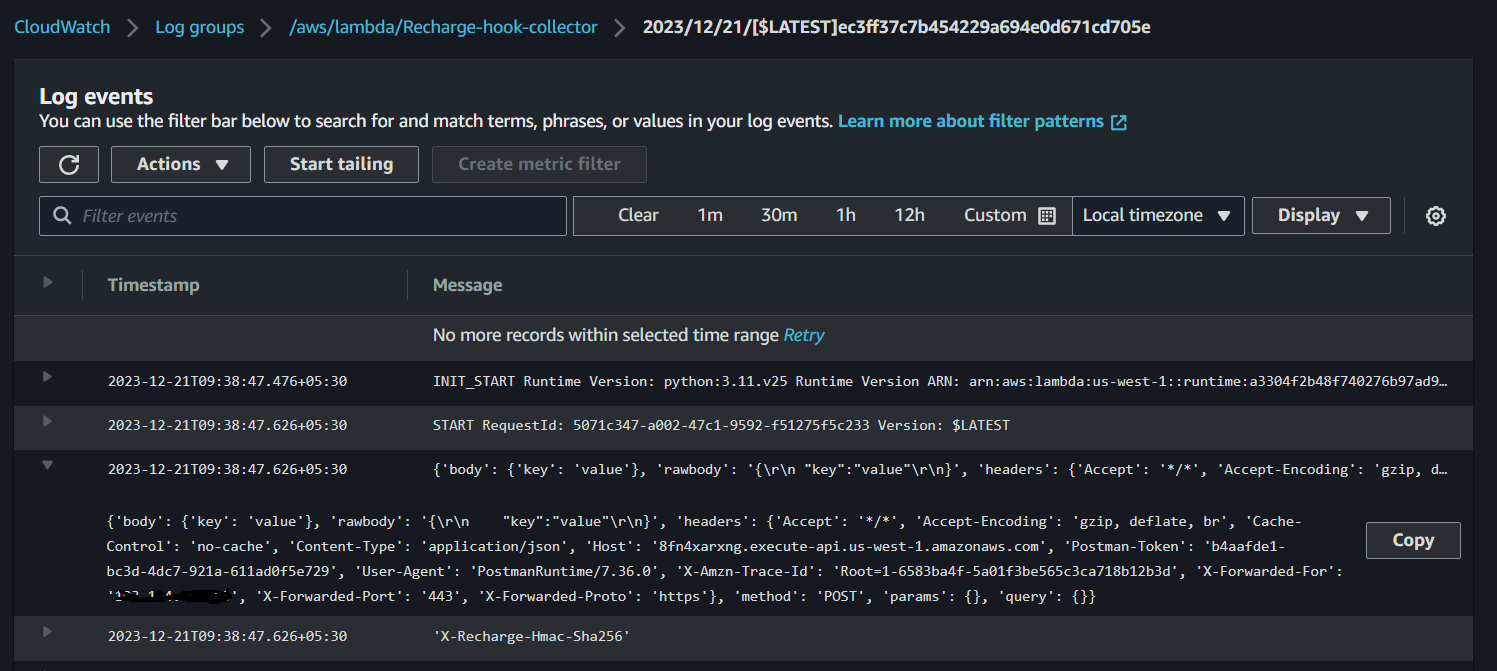 CloudWatch > Log groups > /aws/lambda/Recharge-hook-collector > 2023/12/21/[$LATEST]ec3ff37c7b454229a694e0d671cd705e
Log events
You can use the filter bar below to search for and match terms, phrases, or values in your log events. Learn more about filter patterns
Actions Start tailing Create metric filter
Filter events Clear 1m 30m 1h 12h Custom Local timezone Display
Timestamp Message
No more records within selected time range Retry
2023-12-21T09:38:47.476+05:30 INIT_START Runtime Version: python:3.11.v25 Runtime Version ARN: arn:aws:lambda:us-west-1::runtime:a3304f2b48f740276b97ad9…
2023-12-21T09:38:47.626+05:30 START RequestId: 5071c347-a002-47c1-9592-f51275f5c233 Version: $LATEST
2023-12-21T09:38:47.626+05:30 {'body': {'key': 'value'}, 'rawbody': '{\r\n "key":"value"\r\n}', 'headers': {'Accept': '*/*', 'Accept-Encoding': 'gzip, d…
{'body': {'key': 'value'}, 'rawbody': '{\r\n    "key":"value"\r\n}', 'headers': {'Accept': '*/*', 'Accept-Encoding': 'gzip, deflate, br', 'Cache-
Control': 'no-cache', 'Content-Type': 'application/json', 'Host': '8fn4xarxng.execute-api.us-west-1.amazonaws.com', 'Postman-Token': 'b4aafde1-
bc3d-4dc7-921a-611ad0f5e729', 'User-Agent': 'PostmanRuntime/7.36.0', 'X-Amzn-Trace-Id': 'Root=1-6583ba4f-5a01f3be565c3ca718b12b3d', 'X-Forwarded-For':
'', 'X-Forwarded-Port': '443', 'X-Forwarded-Proto': 'https'}, 'method': 'POST', 'params': {}, 'query': {}}
Copy
2023-12-21T09:38:47.626+05:30 'X-Recharge-Hmac-Sha256'